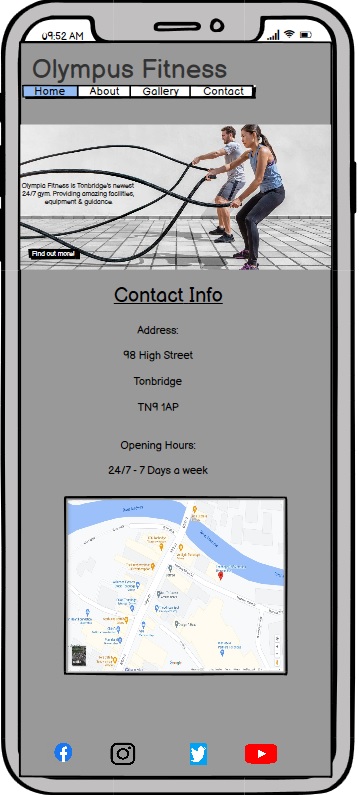 09:52 AM
Olympus Fitness
Home About Gallery Contact
Olympia Fitness is Tonbridge's newest
24/7 gym. Providing amazing facilities,
equipment & guidance.
Find out more!
Contact Info
Address:
98 High Street
Tonbridge
TN9 1AP
Opening Hours:
24/7 - 7 Days a week
Google